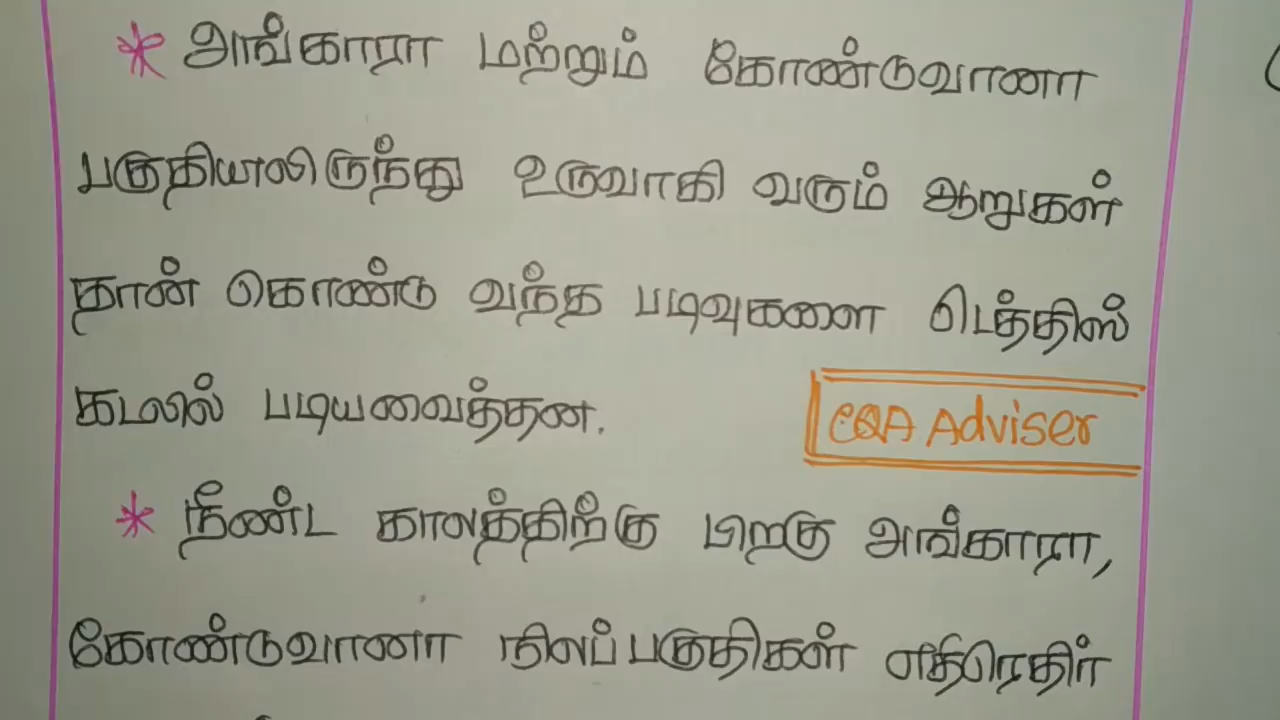 * அங்காரா மற்றும் கோண்டுவானா
பகுதியிலிருந்து உருவாகி வரும் ஆறுகள்
தான் கொண்டு வந்த படிவுகளை டெத்திஸ்
கடலில் படியவைத்தன.
CQA Adviser
* நீண்ட காலத்திற்கு பிறகு அங்காரா,
கோண்டுவானா நிலப்பகுதிகள் எதிரெதிர்